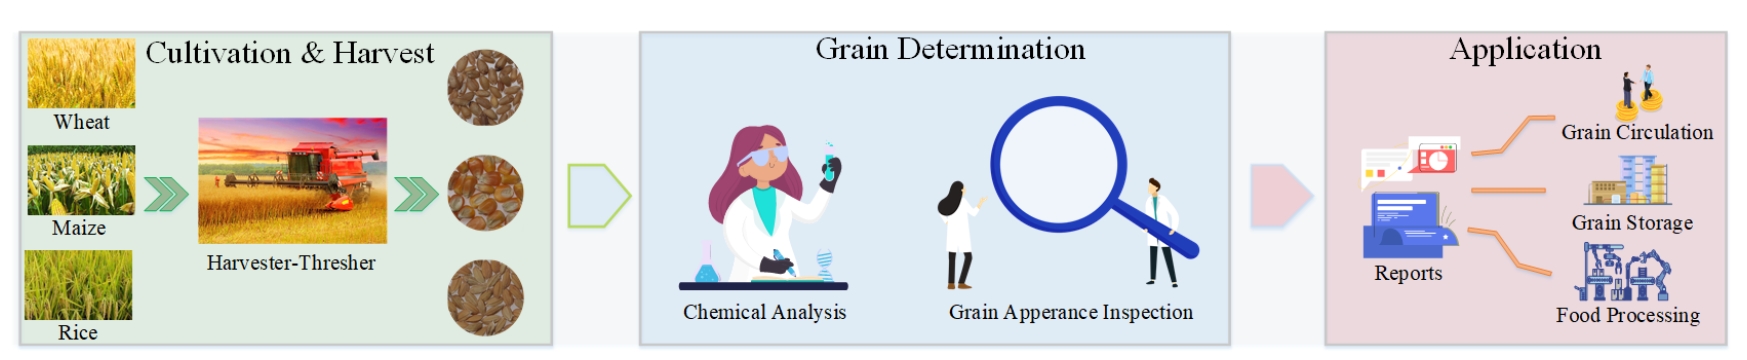 Cultivation & Harvest
Wheat
Maize
Rice
Harvester-Thresher
Grain Determination
Chemical Analysis
Grain Apperance Inspection
Application
Reports
Grain Circulation
Grain Storage
Food Processing